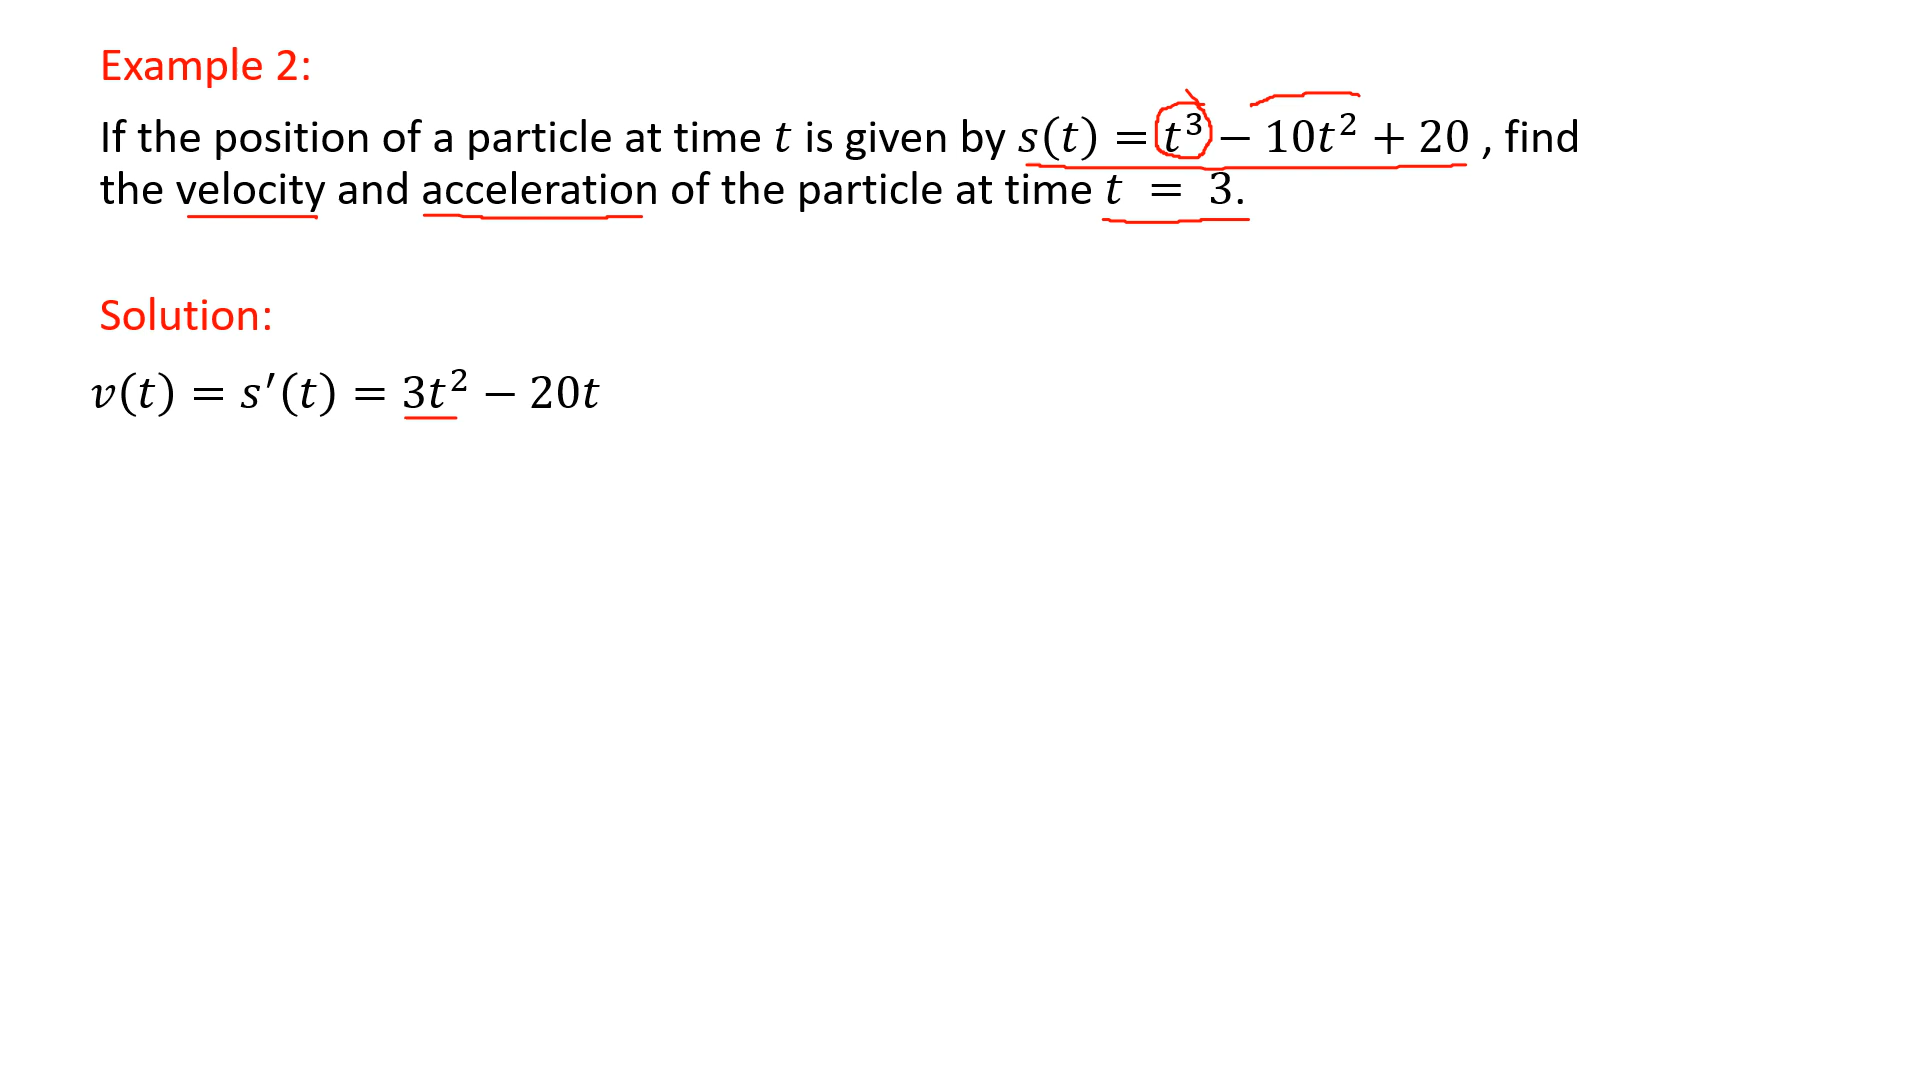 Example 2:
If the position of a particle at time t is given by s(t) = t³ − 10t² + 20 , find
the velocity and acceleration of the particle at time t = 3.
Solution:
v(t) = s′(t) = 3t² − 20t